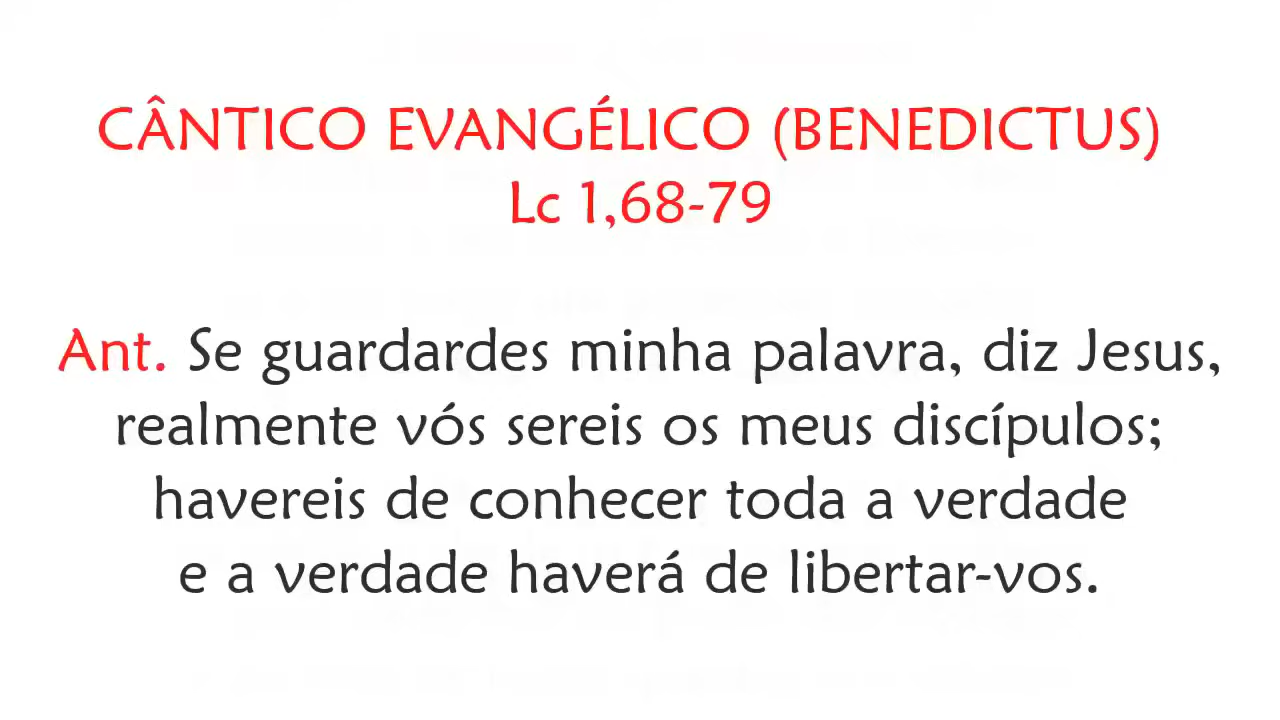 CÂNTICO EVANGÉLICO (BENEDICTUS)
Lc 1,68-79
Ant. Se guardardes minha palavra, diz Jesus,
realmente vós sereis os meus discípulos;
havereis de conhecer toda a verdade
e a verdade haverá de libertar-vos.